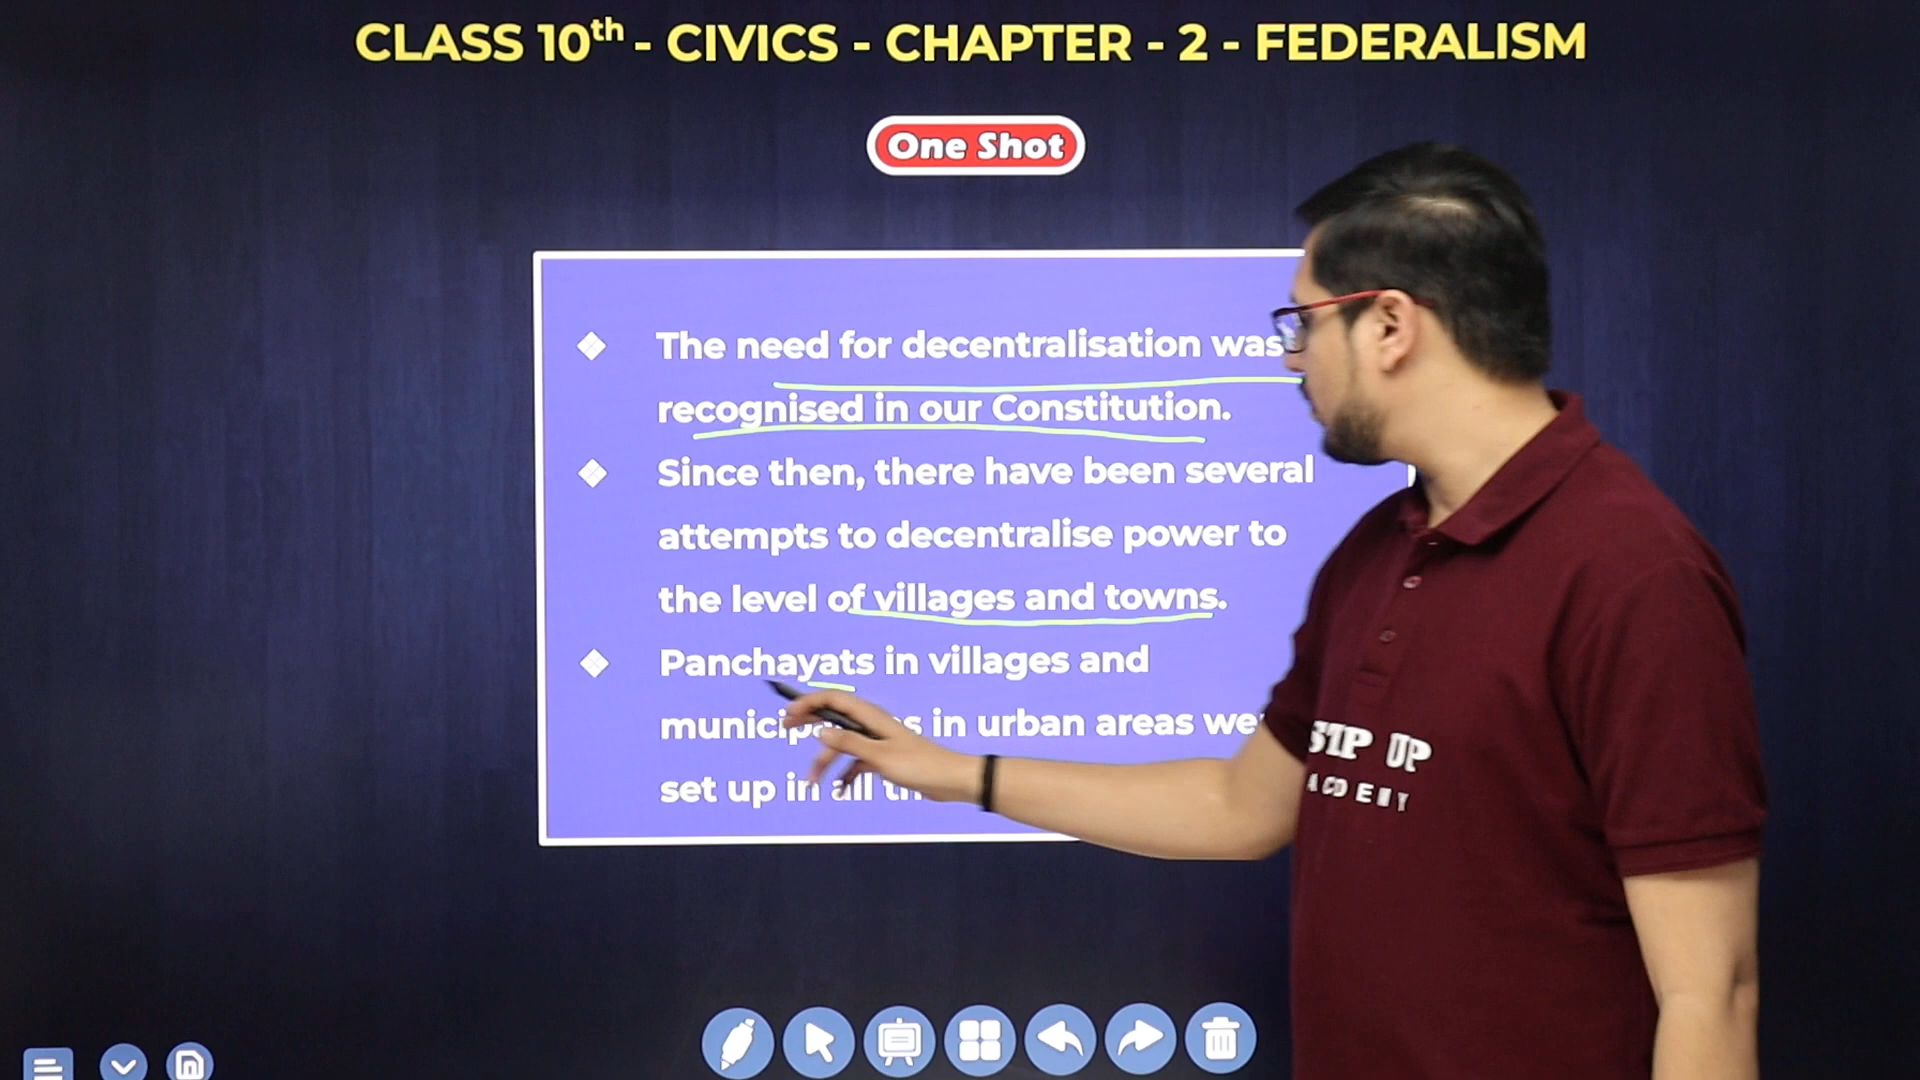 CLASS 10th - CIVICS - CHAPTER - 2 - FEDERALISM
One Shot
The need for decentralisation was
recognised in our Constitution.
Since then, there have been several
attempts to decentralise power to
the level of villages and towns.
Panchayats in villages and
in urban areas
set up in all
UP